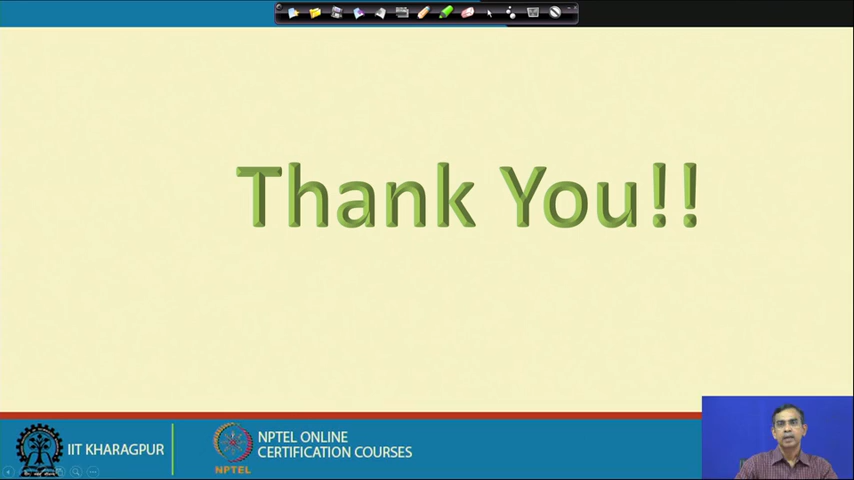 Thank You!!
IIT KHARAGPUR
NPTEL ONLINE
CERTIFICATION COURSES
NPTEL